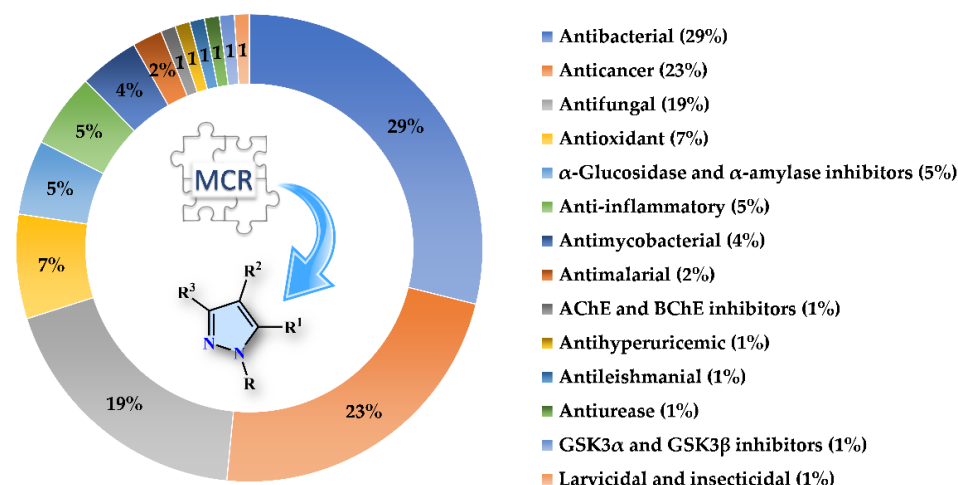 29%
23%
19%
7%
5%
5%
4%
2%
1
1
1
1
1
1
MCR
R²
R³
R¹
N
N
R
Antibacterial (29%)
Anticancer (23%)
Antifungal (19%)
Antioxidant (7%)
α-Glucosidase and α-amylase inhibitors (5%)
Anti-inflammatory (5%)
Antimycobacterial (4%)
Antimalarial (2%)
AChE and BChE inhibitors (1%)
Antihyperuricemic (1%)
Antileishmanial (1%)
Antiurease (1%)
GSK3α and GSK3β inhibitors (1%)
Larvicidal and insecticidal (1%)